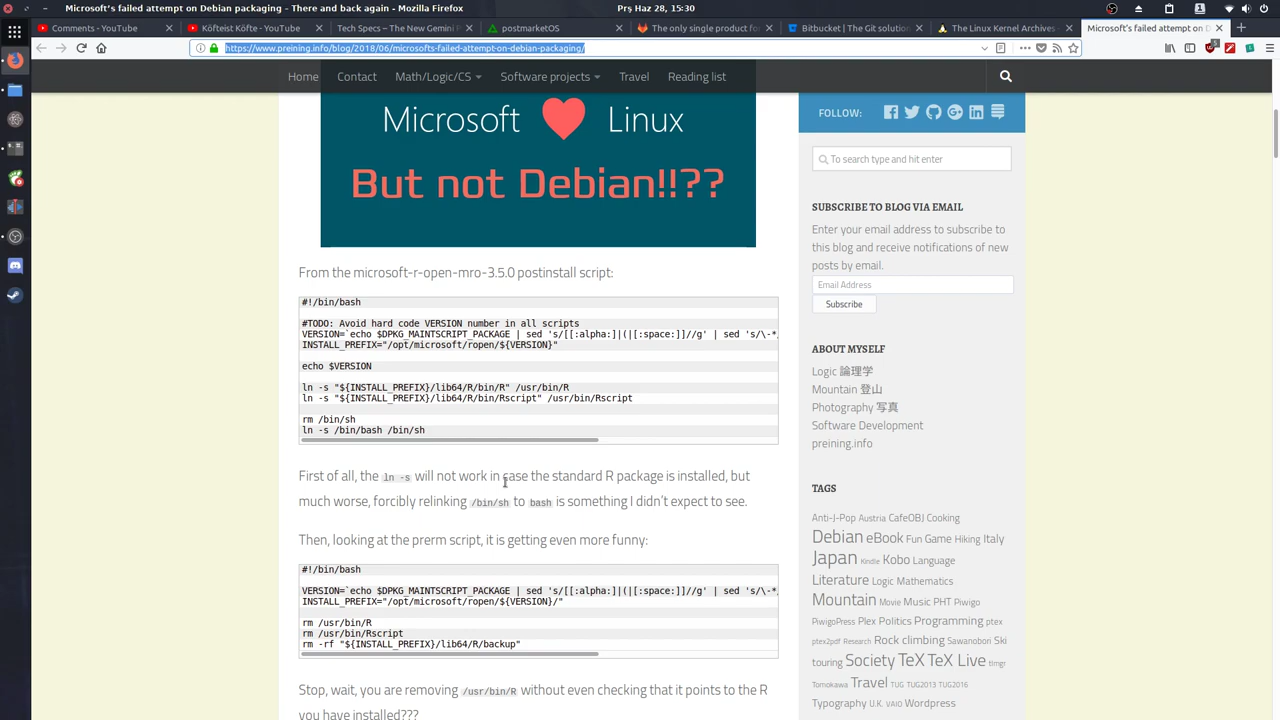 Microsoft's failed attempt on Debian packaging - There and back again - Mozilla Firefox
Prş Haz 28, 15:30
Comments - YouTube
Köfteist Köfte - YouTube
Tech Specs – The New Gemini
postmarketOS
The only single product fo
Bitbucket | The Git solution
The Linux Kernel Archives
Microsoft's failed attempt on D
https://www.preining.info/blog/2018/06/microsofts-failed-attempt-on-debian-packaging/
Home
Contact
Math/Logic/CS
Software projects
Travel
Reading list
Microsoft Linux
But not Debian!!??
From the microsoft-r-open-mro-3.5.0 postinstall script:
#!/bin/bash
#TODO: Avoid hard code VERSION number in all scripts
VERSION=`echo $DPKG_MAINTSCRIPT_PACKAGE | sed 's/[[:alpha:]|(|[:space:]]//g' | sed 's/\-*
INSTALL_PREFIX="/opt/microsoft/ropen/${VERSION}"
echo $VERSION
ln -s "${INSTALL_PREFIX}/lib64/R/bin/R" /usr/bin/R
ln -s "${INSTALL_PREFIX}/lib64/R/bin/Rscript" /usr/bin/Rscript
rm /bin/sh
ln -s /bin/bash /bin/sh
First of all, the ln -s will not work in case the standard R package is installed, but
much worse, forcibly relinking /bin/sh to bash is something I didn't expect to see.
Then, looking at the prerm script, it is getting even more funny:
#!/bin/bash
VERSION=`echo $DPKG_MAINTSCRIPT_PACKAGE | sed 's/[[:alpha:]|(|[:space:]]//g' | sed 's/\-*
INSTALL_PREFIX="/opt/microsoft/ropen/${VERSION}/"
rm /usr/bin/R
rm /usr/bin/Rscript
rm -rf "${INSTALL_PREFIX}/lib64/R/backup"
Stop, wait, you are removing /usr/bin/R without even checking that it points to the R
you have installed???
FOLLOW:
To search type and hit enter
SUBSCRIBE TO BLOG VIA EMAIL
Enter your email address to subscribe to
this blog and receive notifications of new
posts by email.
Email Address
Subscribe
ABOUT MYSELF
Logic 論理学
Mountain 登山
Photography 写真
Software Development
preining.info
TAGS
Anti-J-Pop Austria CafeOBJ Cooking
Debian eBook Fun Game Hiking Italy
Japan Kindle Kobo Language
Literature Logic Mathematics
Mountain Movie Music PHT Piwigo
PiwigoPress Plex Politics Programming ptex
ptex2pdf Research Rock climbing Sawanobori Ski
touring Society TeX TeX Live tlmgr
Tomokawa Travel TUG TUG2013 TUG2016
Typography U.K. VAIO Wordpress